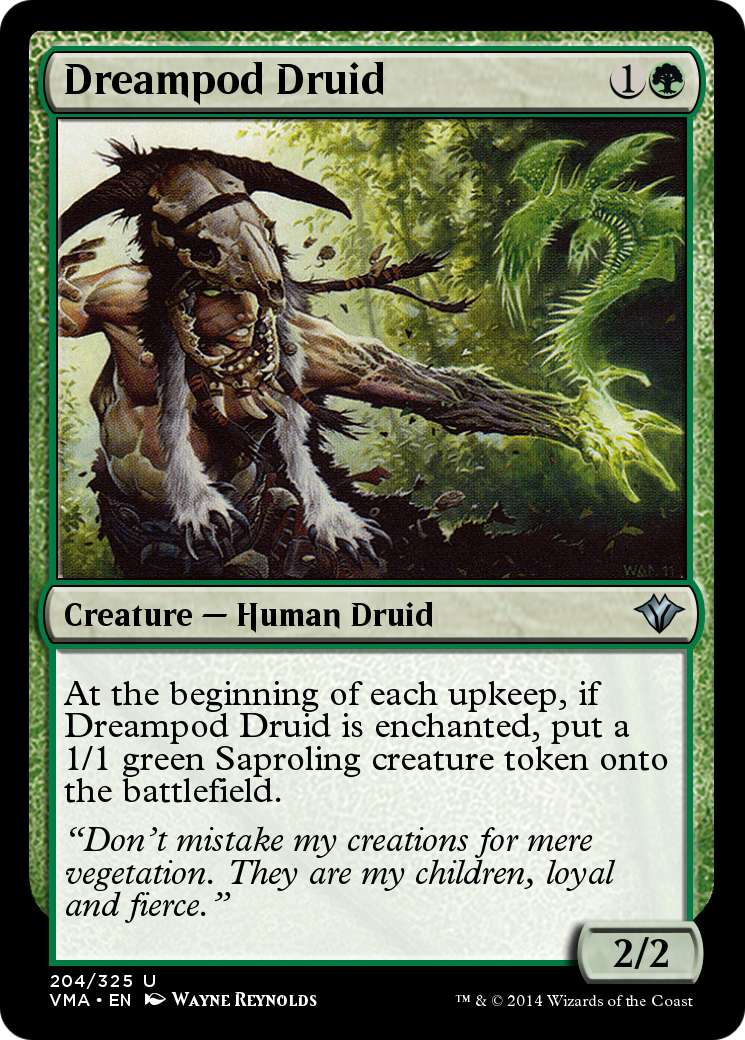 Dreampod Druid 1
W&R 11
Creature — Human Druid
At the beginning of each upkeep, if
Dreampod Druid is enchanted, put a
1/1 green Saproling creature token onto
the battlefield.
“Don’t mistake my creations for mere
vegetation. They are my children, loyal
and fierce.”
2/2
204/325 U
VMA • EN WAYNE REYNOLDS
™ & © 2014 Wizards of the Coast